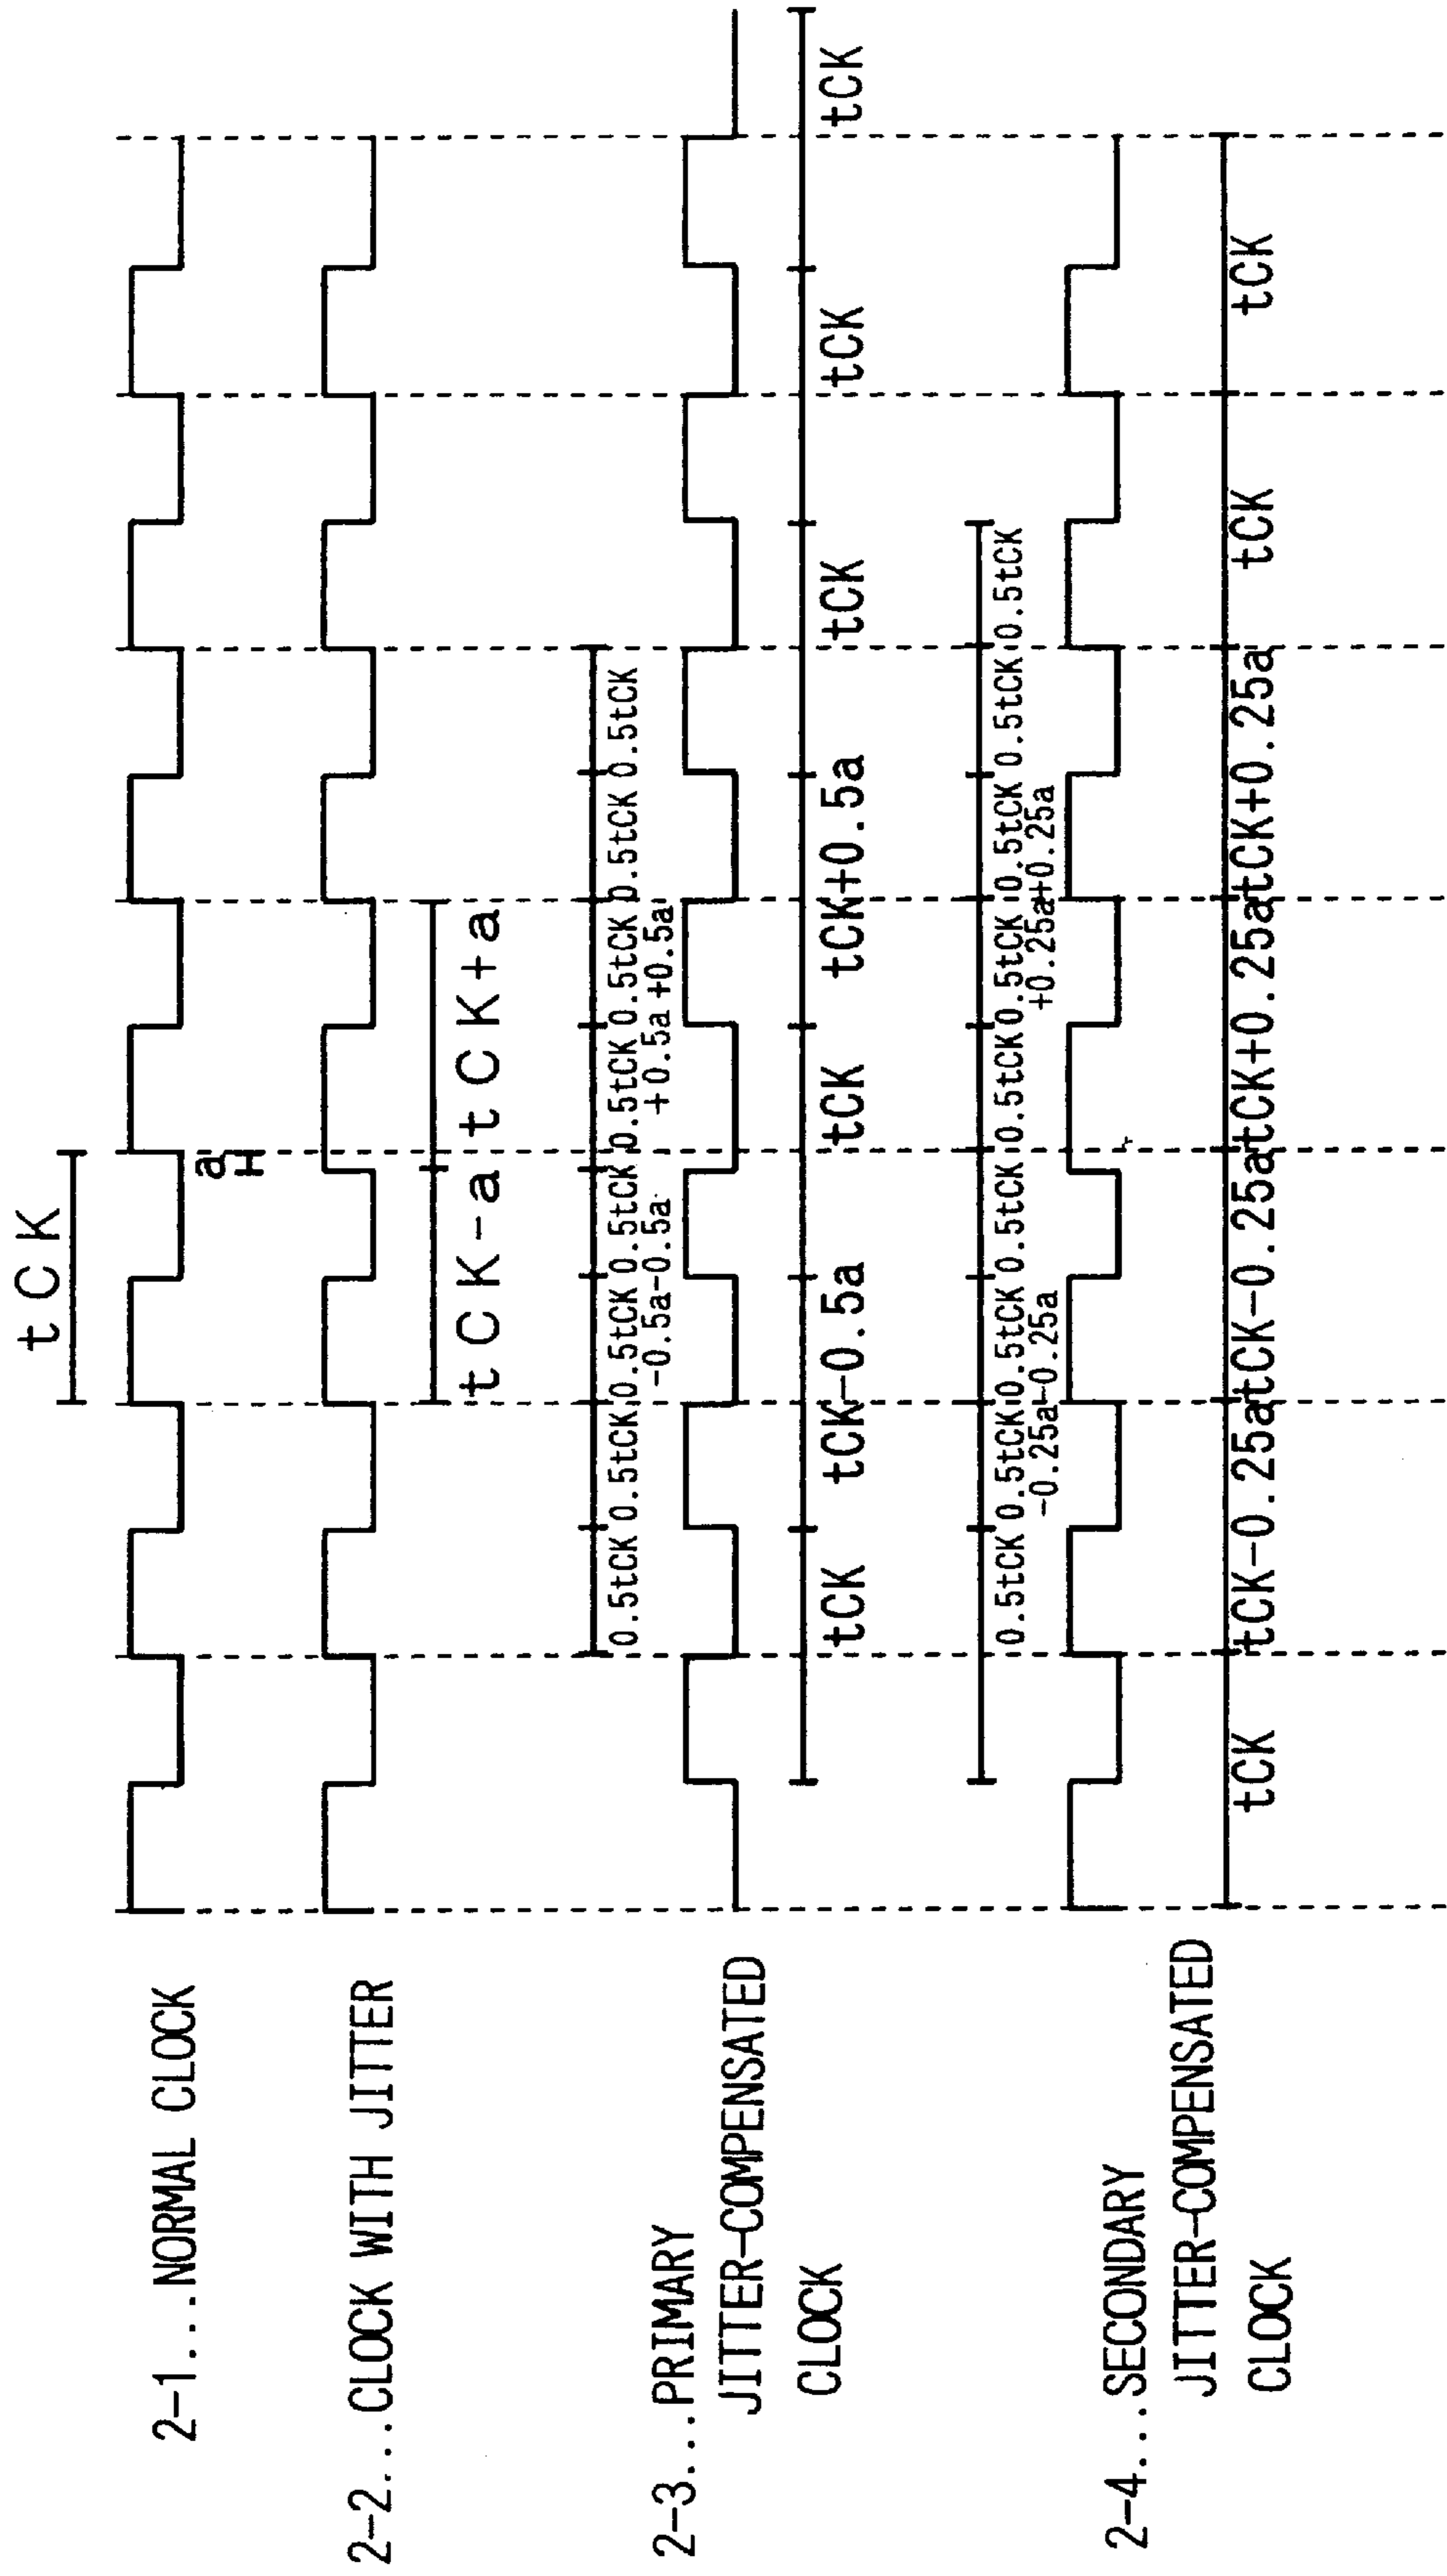 tCK
2-1...NORMAL CLOCK
a
2-2...CLOCK WITH JITTER
tCK-a tCK+a
0.5tCK 0.5tCK 0.5tCK 0.5tCK 0.5tCK 0.5tCK 0.5tCK 0.5tCK
-0.5a -0.5a +0.5a +0.5a
2-3...PRIMARY
JITTER-COMPENSATED
CLOCK
tCK tCK-0.5a tCK-0.5a tCK tCK+0.5a tCK tCK tCK
0.5tCK 0.5tCK 0.5tCK 0.5tCK 0.5tCK 0.5tCK 0.5tCK 0.5tCK 0.5tCK
-0.25a -0.25a +0.25a +0.25a
2-4...SECONDARY
JITTER-COMPENSATED
CLOCK
tCK tCK-0.25a tCK-0.25a tCK+0.25a tCK+0.25a tCK tCK